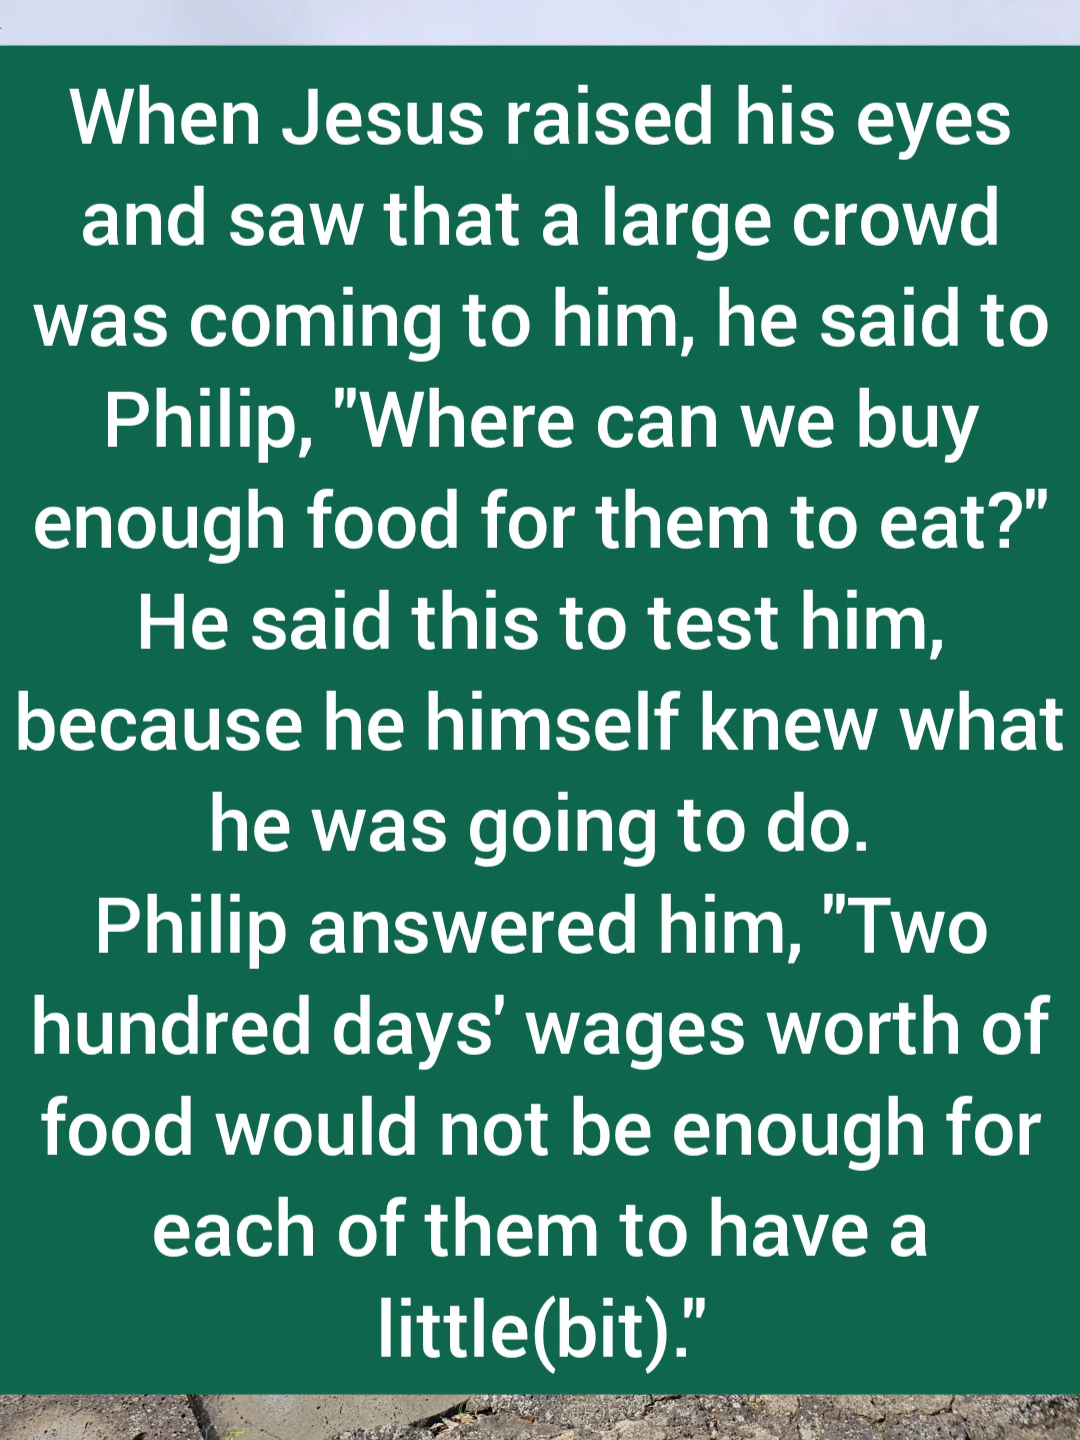 When Jesus raised his eyes
and saw that a large crowd
was coming to him, he said to
Philip, "Where can we buy
enough food for them to eat?"
He said this to test him,
because he himself knew what
he was going to do.
Philip answered him, "Two
hundred days' wages worth of
food would not be enough for
each of them to have a
little(bit)."